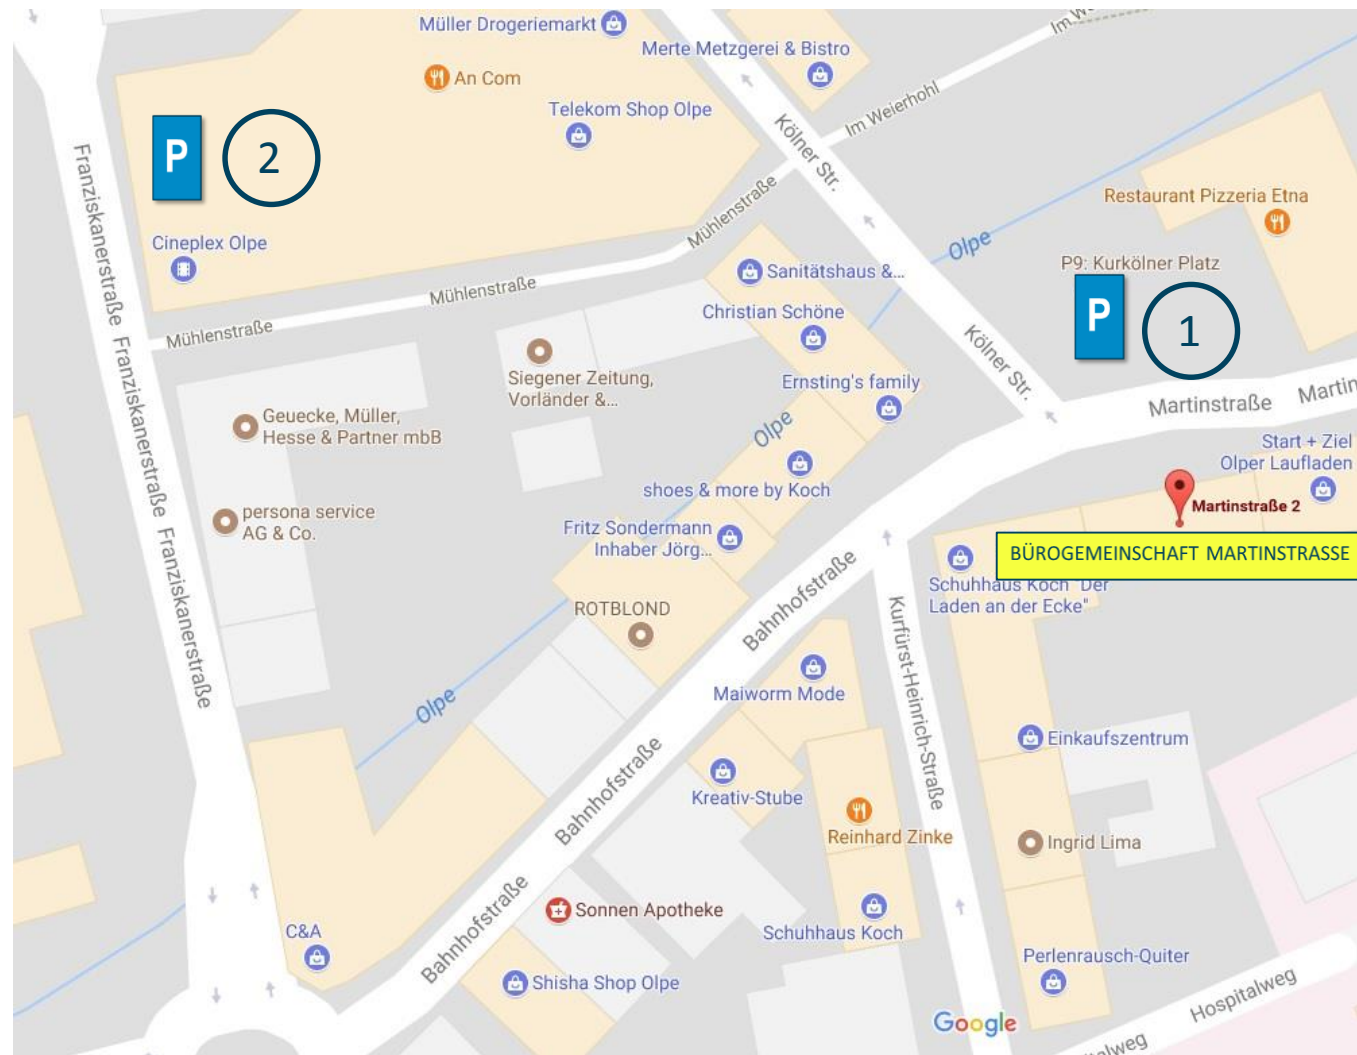 Müller Drogeriemarkt
Merte Metzgerei & Bistro
An Com
Telekom Shop Olpe
P
2
Im Weierhohl
Kölner Str.
Franziskanerstraße
Mühlenstraße
Restaurant Pizzeria Etna
Cineplex Olpe
Olpe
P9: Kurkölner Platz
Sanitätshaus &...
Mühlenstraße
Christian Schöne
P
1
Mühlenstraße
Kölner Str.
Siegener Zeitung,
Vorländer &...
Ernsting's family
Martinstraße
Martin
Franziskanerstraße
Geuecke, Müller,
Hesse & Partner mbB
Olpe
Start + Ziel
Olper Laufladen
shoes & more by Koch
Martinstraße 2
persona service
AG & Co.
Fritz Sondermann
Inhaber Jörg...
BÜROGEMEINSCHAFT MARTINSTRASSE
Schuhhaus Koch "Der
Laden an der Ecke"
Franziskanerstraße
ROTBLOND
Bahnhofstraße
Kurfürst-Heinrich-Straße
Olpe
Maiworm Mode
Einkaufszentrum
Bahnhofstraße
Kreativ-Stube
Reinhard Zinke
Ingrid Lima
Sonnen Apotheke
Bahnhofstraße
C&A
Schuhhaus Koch
Perlenrausch-Quiter
Shisha Shop Olpe
Hospitalweg
Google
alweg